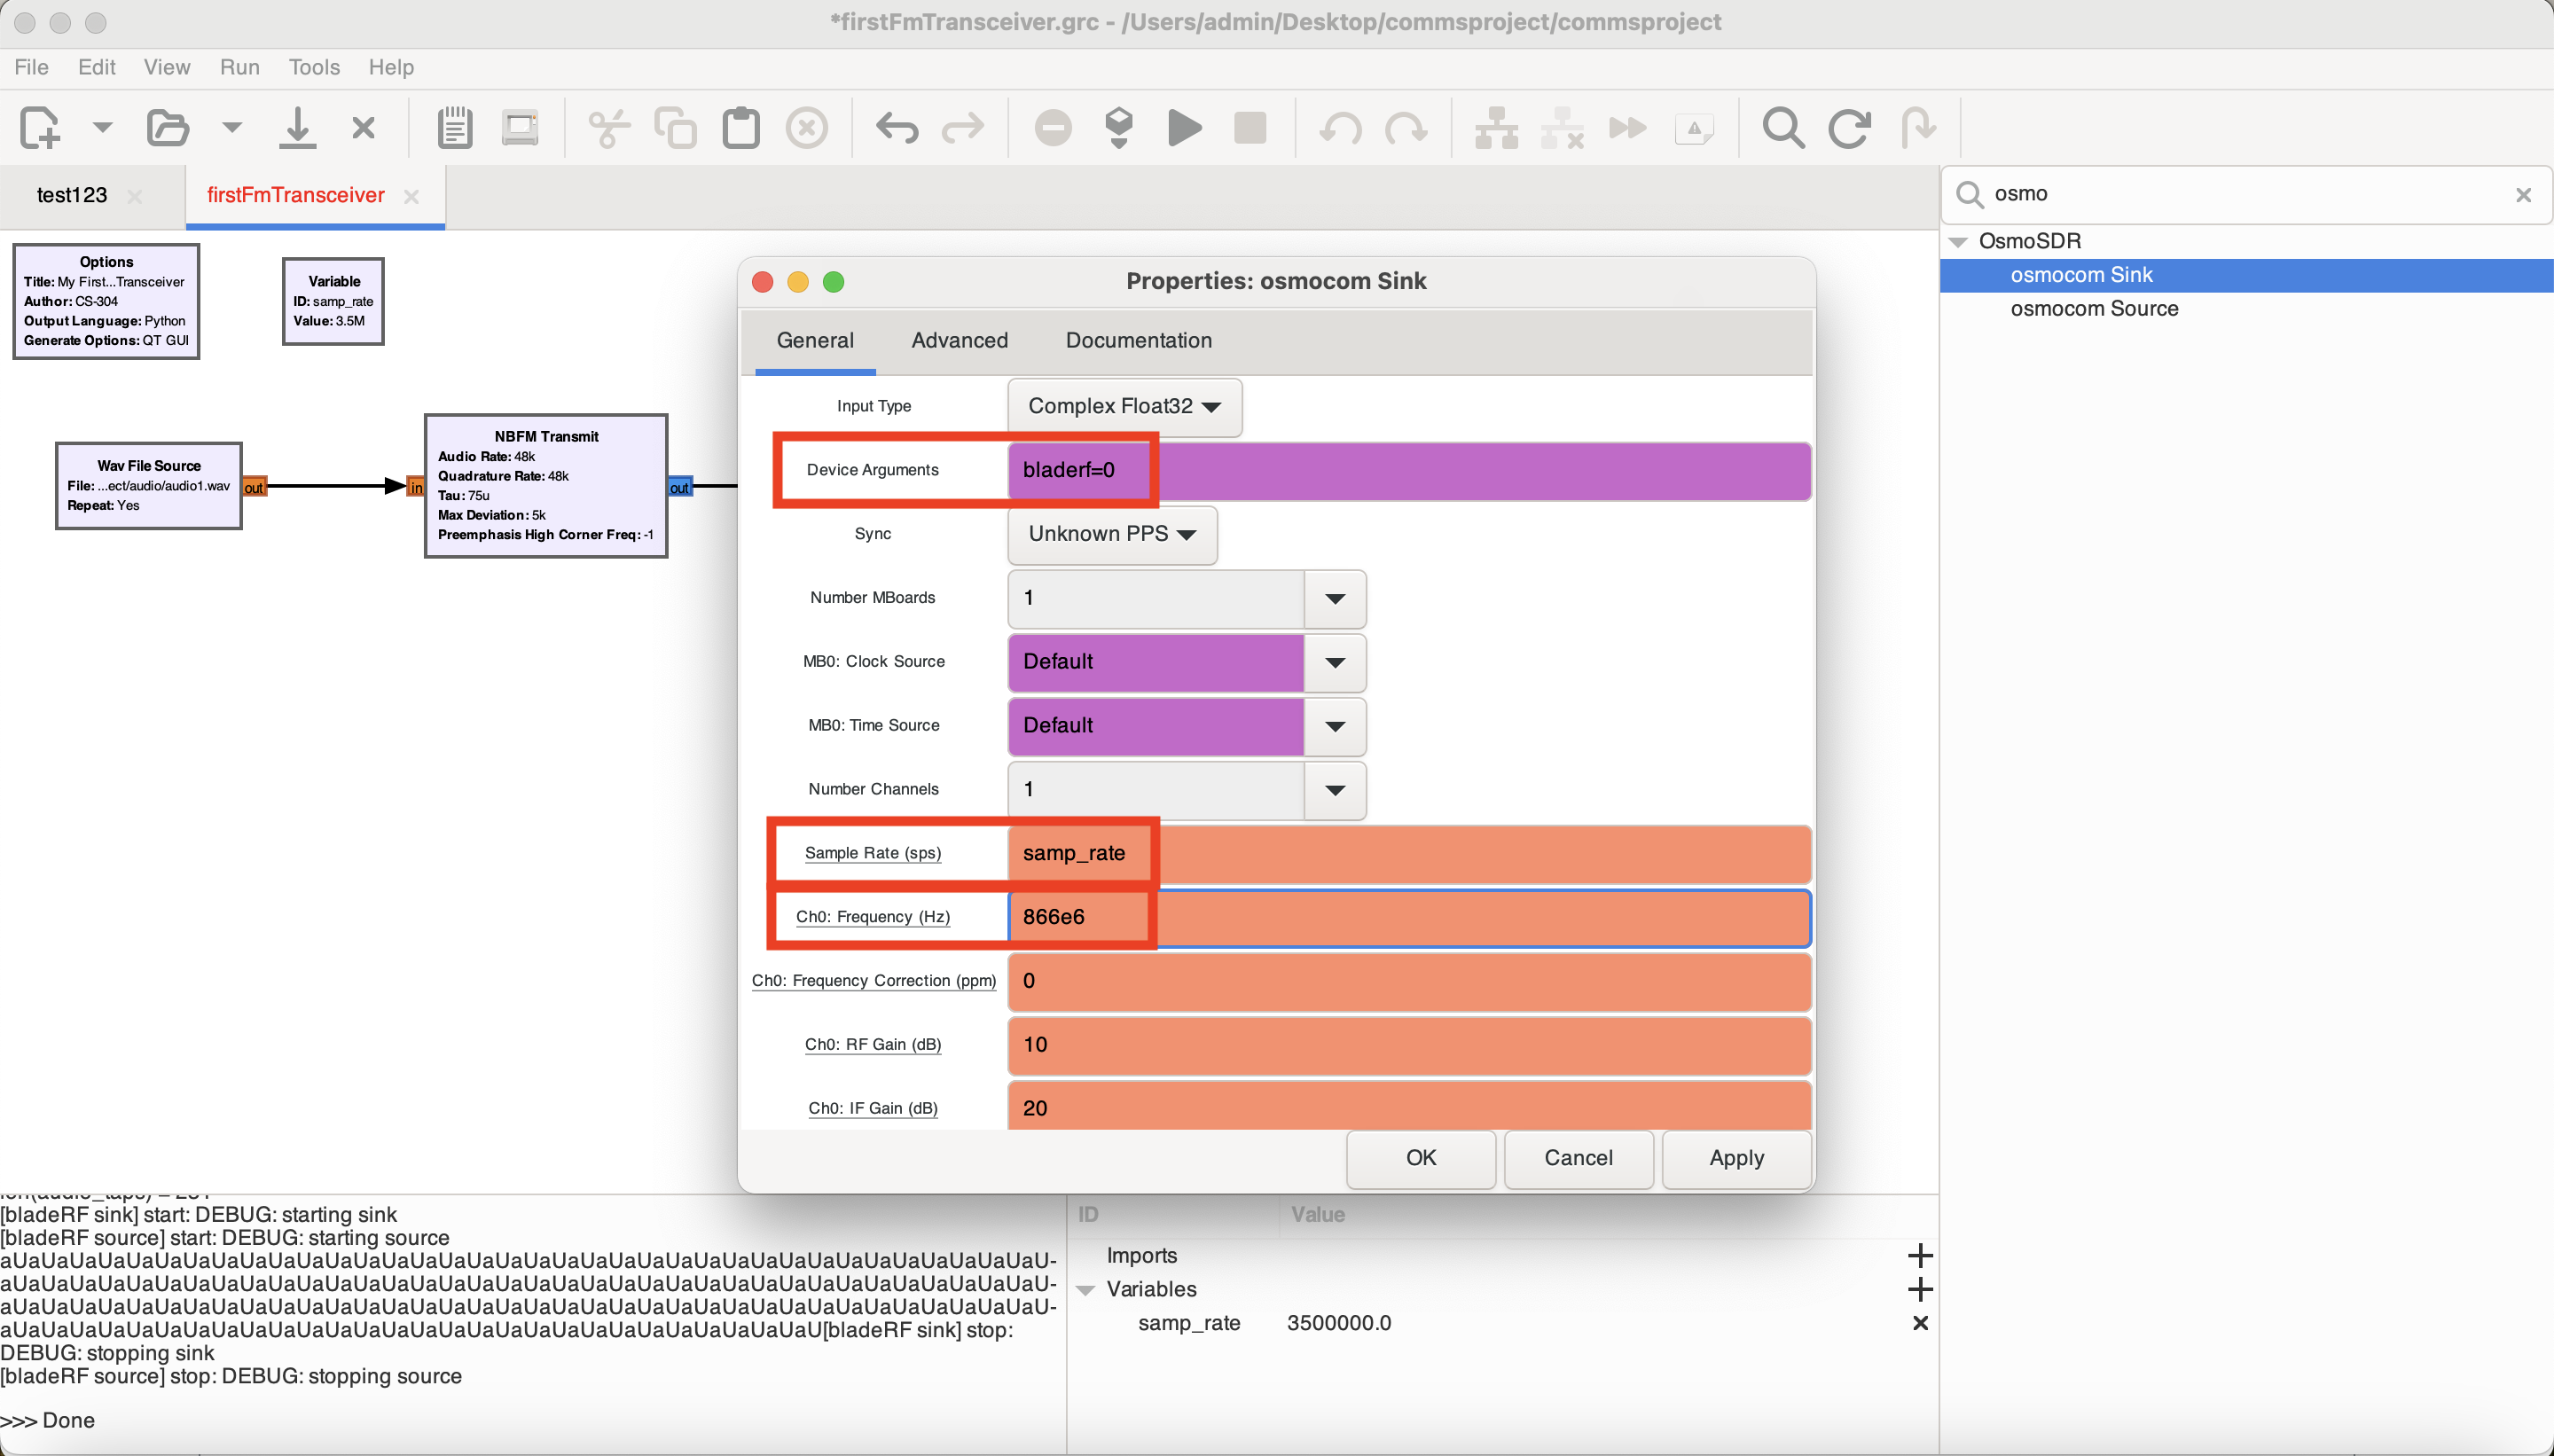 *firstFmTransceiver.grc - /Users/admin/Desktop/commsproject/commsproject
File Edit View Run Tools Help
test123
firstFmTransceiver
osmo
OsmoSDR
osmocom Sink
osmocom Source
Options
Title: My First...Transceiver
Author: CS-304
Output Language: Python
Generate Options: QT GUI
Variable
ID: samp_rate
Value: 3.5M
Wav File Source
File: ...ect/audio/audio1.wav
Repeat: Yes
out
in
NBFM Transmit
Audio Rate: 48k
Quadrature Rate: 48k
Tau: 75u
Max Deviation: 5k
Preemphasis High Corner Freq: -1
out
Properties: osmocom Sink
General Advanced Documentation
Input Type Complex Float32
Device Arguments bladerf=0
Sync Unknown PPS
Number MBoards 1
MB0: Clock Source Default
MB0: Time Source Default
Number Channels 1
Sample Rate (sps) samp_rate
Ch0: Frequency (Hz) 866e6
Ch0: Frequency Correction (ppm) 0
Ch0: RF Gain (dB) 10
Ch0: IF Gain (dB) 20
OK Cancel Apply
[bladeRF sink] start: DEBUG: starting sink
[bladeRF source] start: DEBUG: starting source
aUaUaUaUaUaUaUaUaUaUaUaUaUaUaUaUaUaUaUaUaUaUaUaUaUaUaUaUaUaUaUaUaUaUaUaUaU-
aUaUaUaUaUaUaUaUaUaUaUaUaUaUaUaUaUaUaUaUaUaUaUaUaUaUaUaUaUaUaUaUaUaUaUaUaU-
aUaUaUaUaUaUaUaUaUaUaUaUaUaUaUaUaUaUaUaUaUaUaUaUaUaUaUaUaUaUaUaUaUaUaUaUaU-
aUaUaUaUaUaUaUaUaUaUaUaUaUaUaUaUaUaUaUaUaUaUaUaUaUaUaUaUaU[bladeRF sink] stop:
DEBUG: stopping sink
[bladeRF source] stop: DEBUG: stopping source
>>> Done
ID Value
Imports
Variables
samp_rate 3500000.0